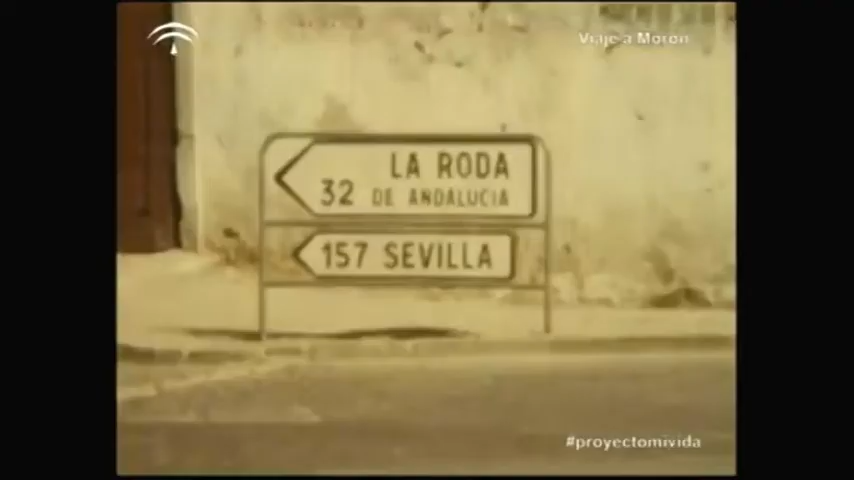 Viaje a Morón
LA RODA
32 DE ANDALUCIA
157 SEVILLA
#proyectomivida